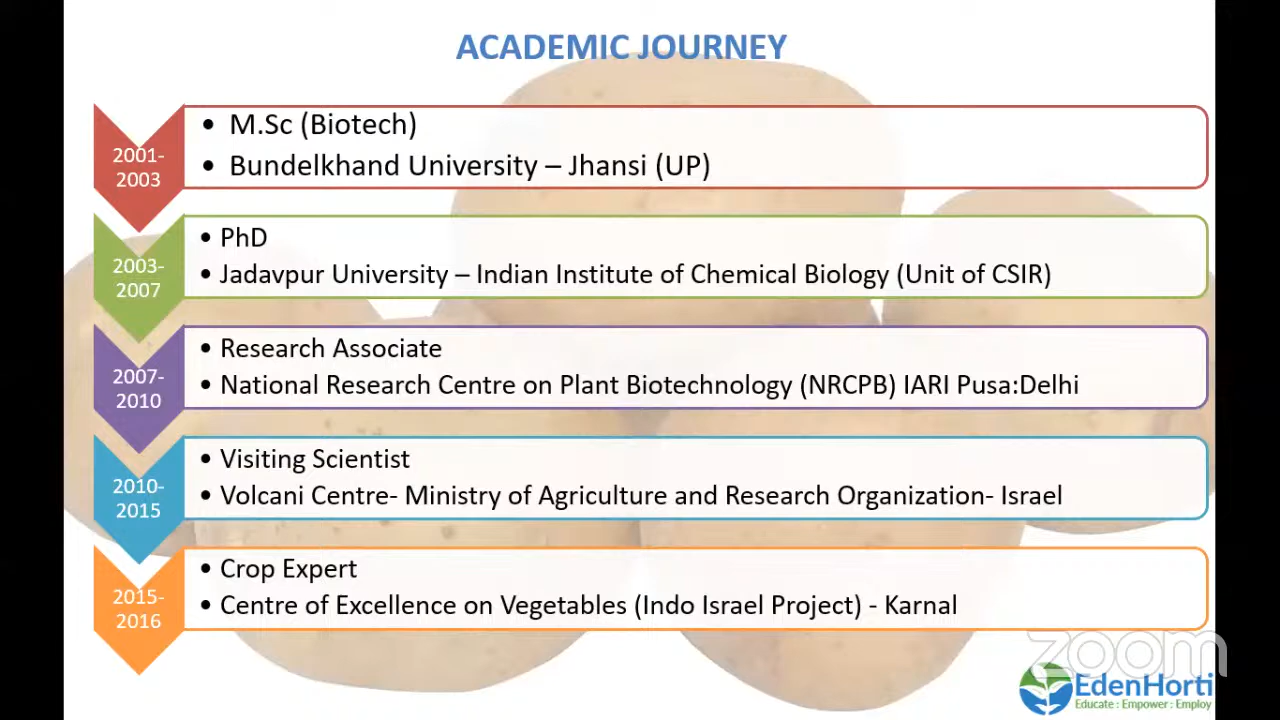 ACADEMIC JOURNEY
2001-
2003
• M.Sc (Biotech)
• Bundelkhand University – Jhansi (UP)
2003-
2007
• PhD
• Jadavpur University – Indian Institute of Chemical Biology (Unit of CSIR)
2007-
2010
• Research Associate
• National Research Centre on Plant Biotechnology (NRCPB) IARI Pusa:Delhi
2010-
2015
• Visiting Scientist
• Volcani Centre- Ministry of Agriculture and Research Organization- Israel
2015-
2016
• Crop Expert
• Centre of Excellence on Vegetables (Indo Israel Project) - Karnal
zoom
EdenHorti
Educate : Empower : Employ